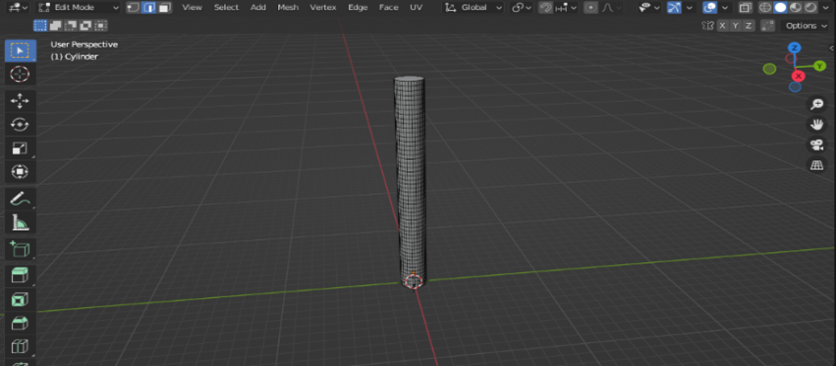 Edit Mode View Select Add Mesh Vertex Edge Face UV Global
X Y Z Options
User Perspective
(1) Cylinder
Z
Y
X